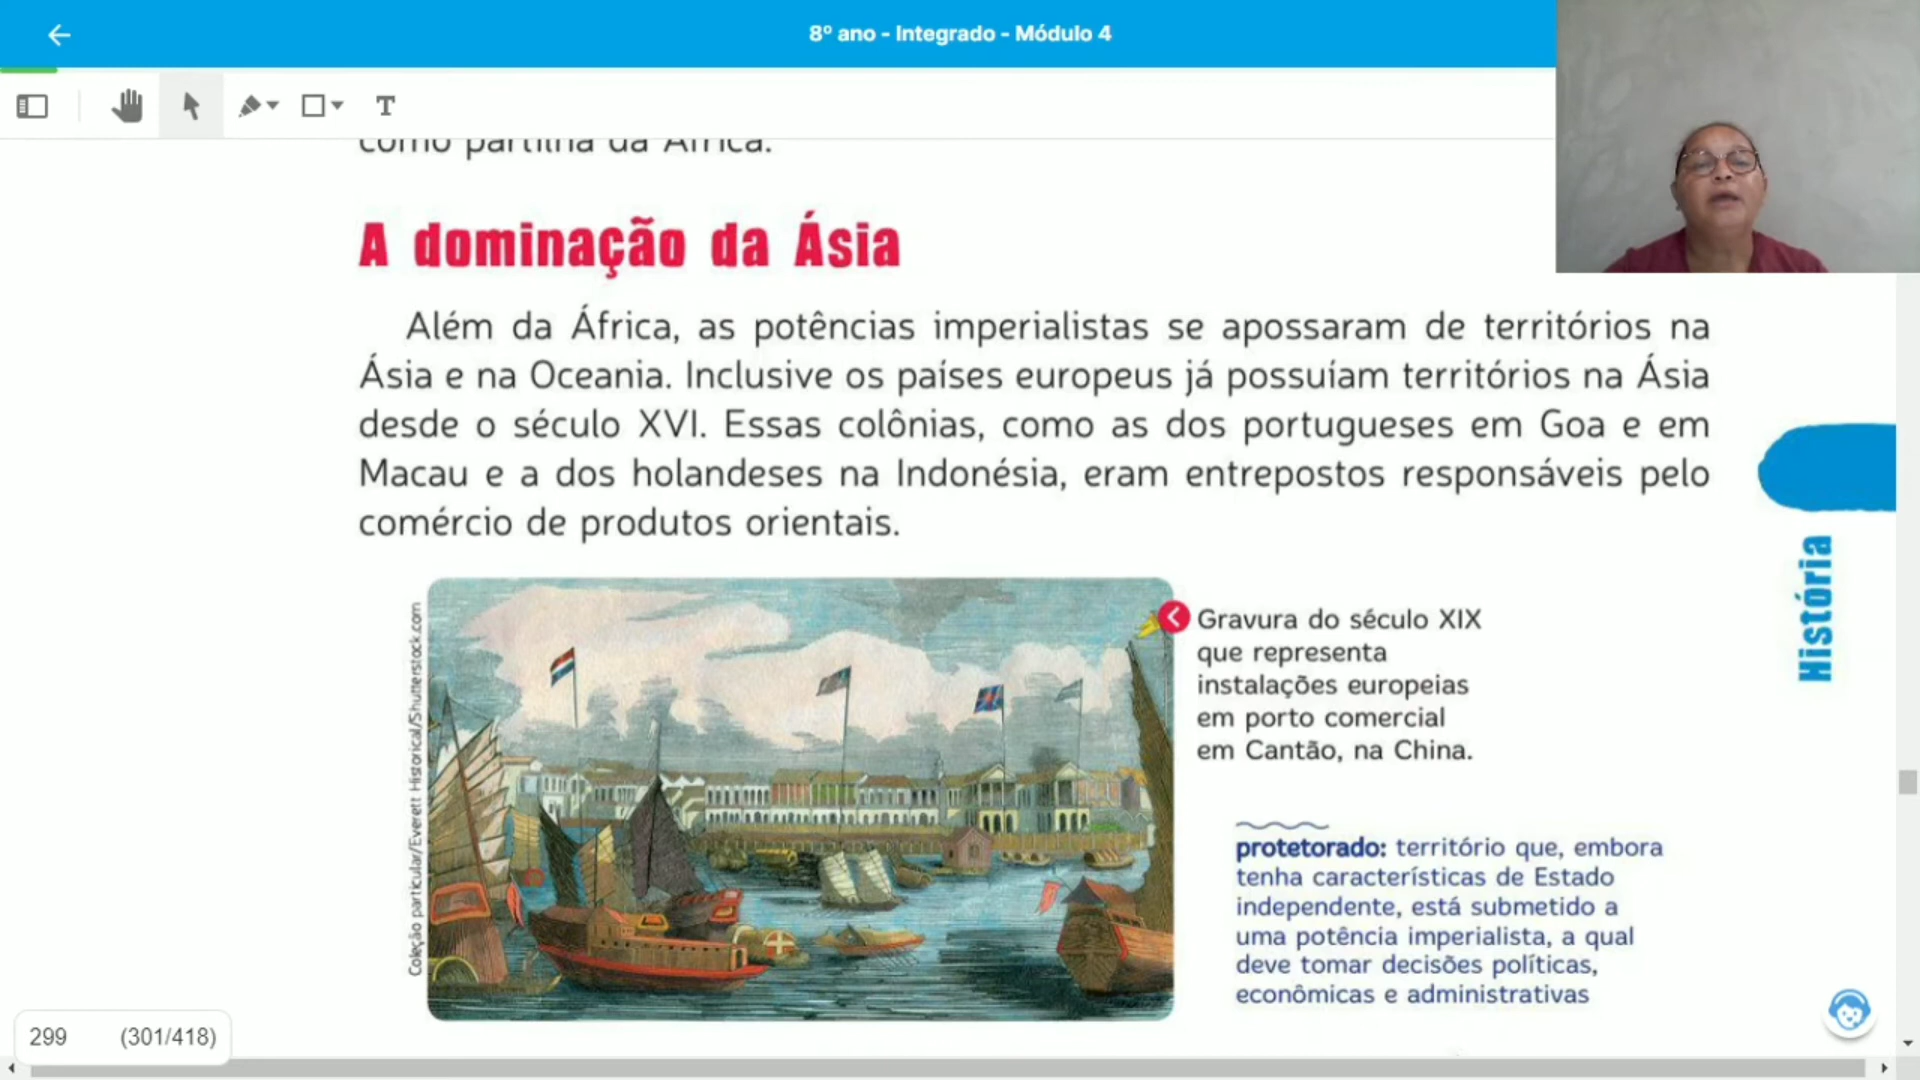 8º ano - Integrado - Módulo 4
T
como partilha da África.
A dominação da Ásia
Além da África, as potências imperialistas se apossaram de territórios na
Ásia e na Oceania. Inclusive os países europeus já possuíam territórios na Ásia
desde o século XVI. Essas colônias, como as dos portugueses em Goa e em
Macau e a dos holandeses na Indonésia, eram entrepostos responsáveis pelo
comércio de produtos orientais.
Coleção particular/Everett Historical/Shutterstock.com
Gravura do século XIX
que representa
instalações europeias
em porto comercial
em Cantão, na China.
protetorado: território que, embora
tenha características de Estado
independente, está submetido a
uma potência imperialista, a qual
deve tomar decisões políticas,
econômicas e administrativas
História
299 (301/418)